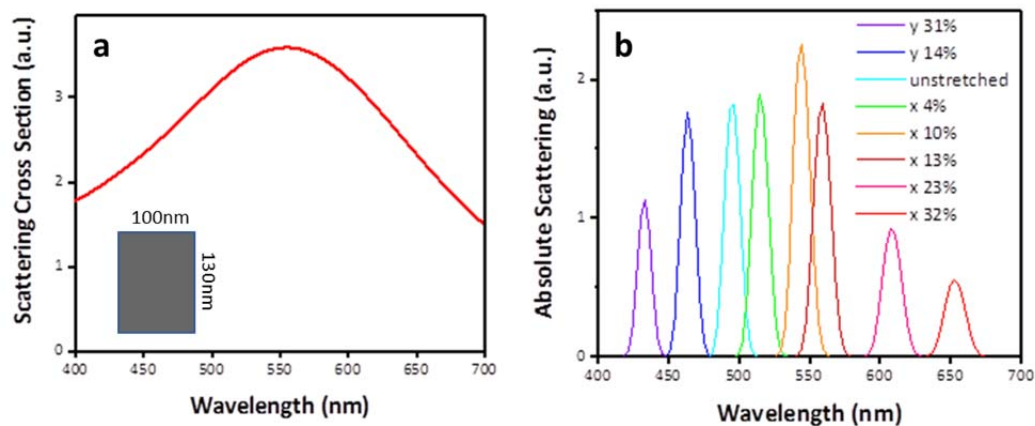 a
Scattering Cross Section (a.u.)
3
2
1
0
100nm
130nm
400
450
500
550
600
650
700
Wavelength (nm)
b
Absolute Scattering (a.u.)
2
1
0
y 31%
y 14%
unstretched
x 4%
x 10%
x 13%
x 23%
x 32%
400
450
500
550
600
650
700
Wavelength (nm)